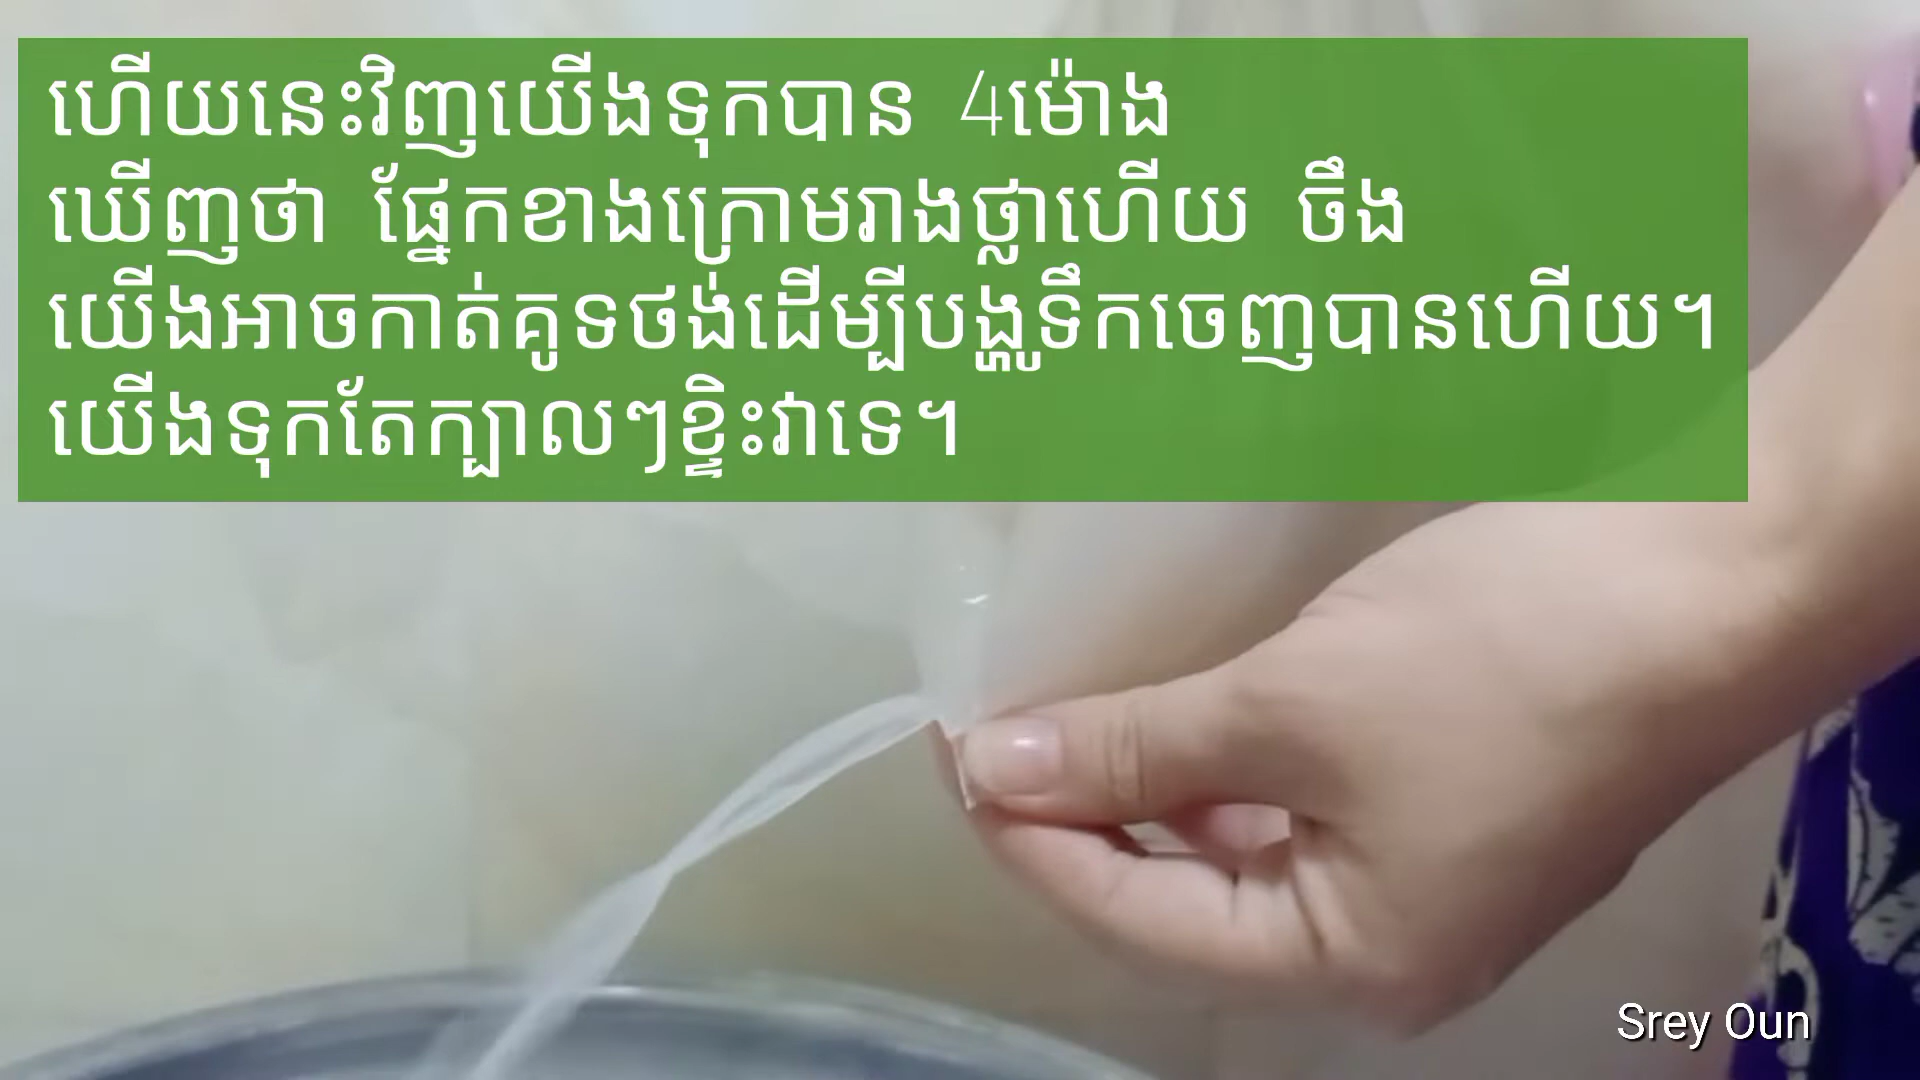 ហើយនេះវិញយើងទុកបាន 4ម៉ោង
ឃើញថា ផ្នែកខាងក្រោមរាងថ្លាហើយ ចឹង
យើងអាចកាត់គូទថង់ដើម្បីបង្ហូទឹកចេញបានហើយ។
យើងទុកតែក្បាលៗខ្ទិះវាទេ។
Srey Oun